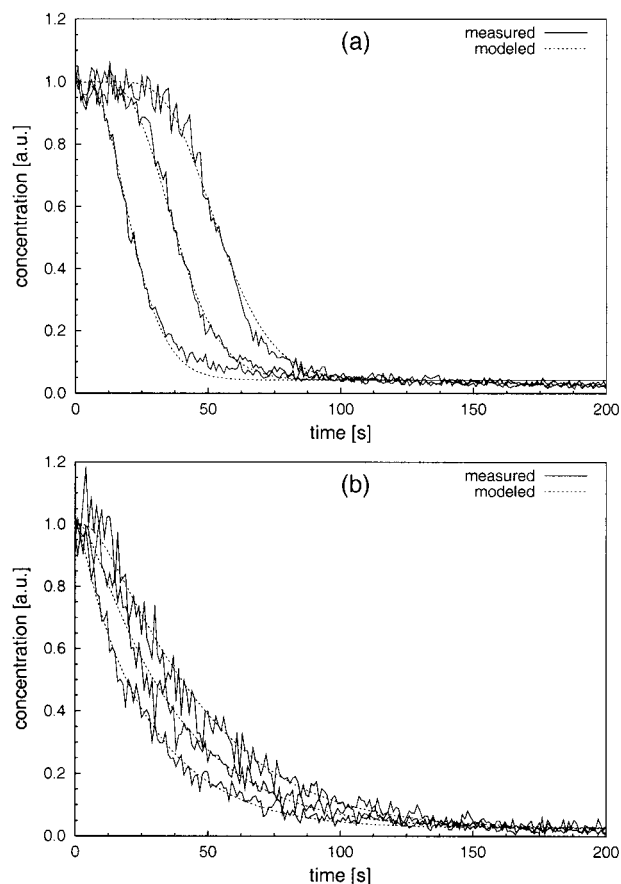 (a)
measured
modeled
concentration [a.u.]
1.2
1.0
0.8
0.6
0.4
0.2
0.0
0 50 100 150 200
time [s]
(b)
measured
modeled
concentration [a.u.]
1.2
1.0
0.8
0.6
0.4
0.2
0.0
0 50 100 150 200
time [s]